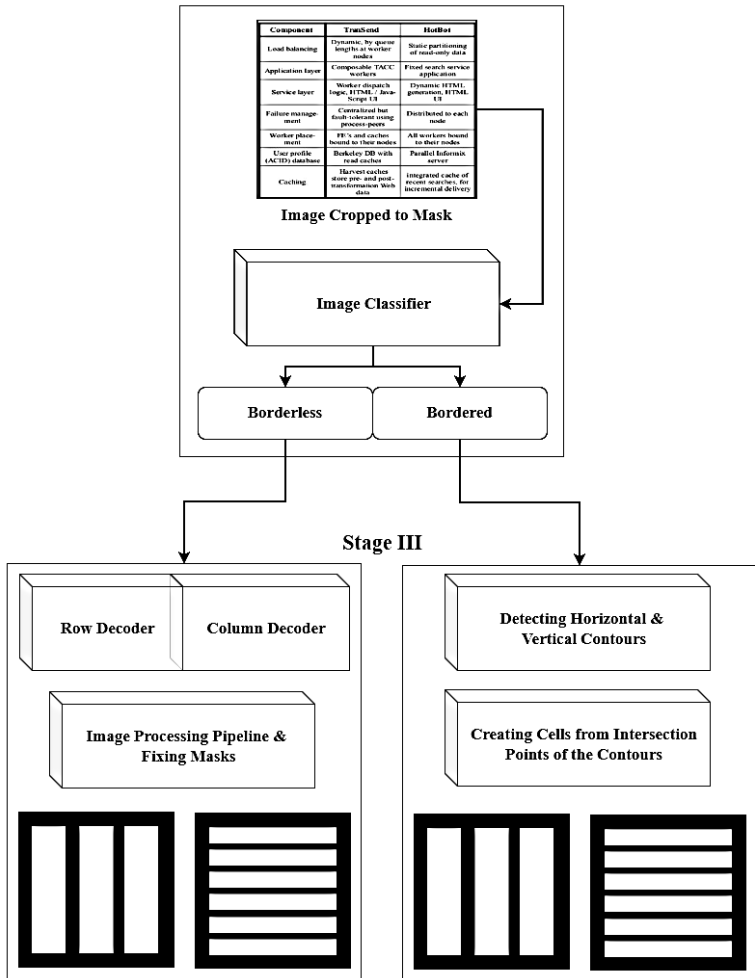 Component TranSend HotBot
Load balancing Dynamic, by queue lengths at worker nodes Static partitioning of read-only data
Application layer Composable TACC workers Fixed search service application
Service layer Worker dispatch logic, HTML / Java-Script UI Dynamic HTML generation, HTML UI
Failure manage-ment Centralized but fault-tolerant using process-peers Distributed to each node
Worker place-ment FE's and caches bound to their nodes All workers bound to their nodes
User profile (ACID) database Berkeley DB with read caches Parallel Informix server
Caching Harvest caches store pre- and post-transformation Web data integrated cache of recent searches, for incremental delivery
Image Cropped to Mask
Image Classifier
Borderless Bordered
Stage III
Row Decoder Column Decoder
Image Processing Pipeline &
Fixing Masks
Detecting Horizontal &
Vertical Contours
Creating Cells from Intersection
Points of the Contours